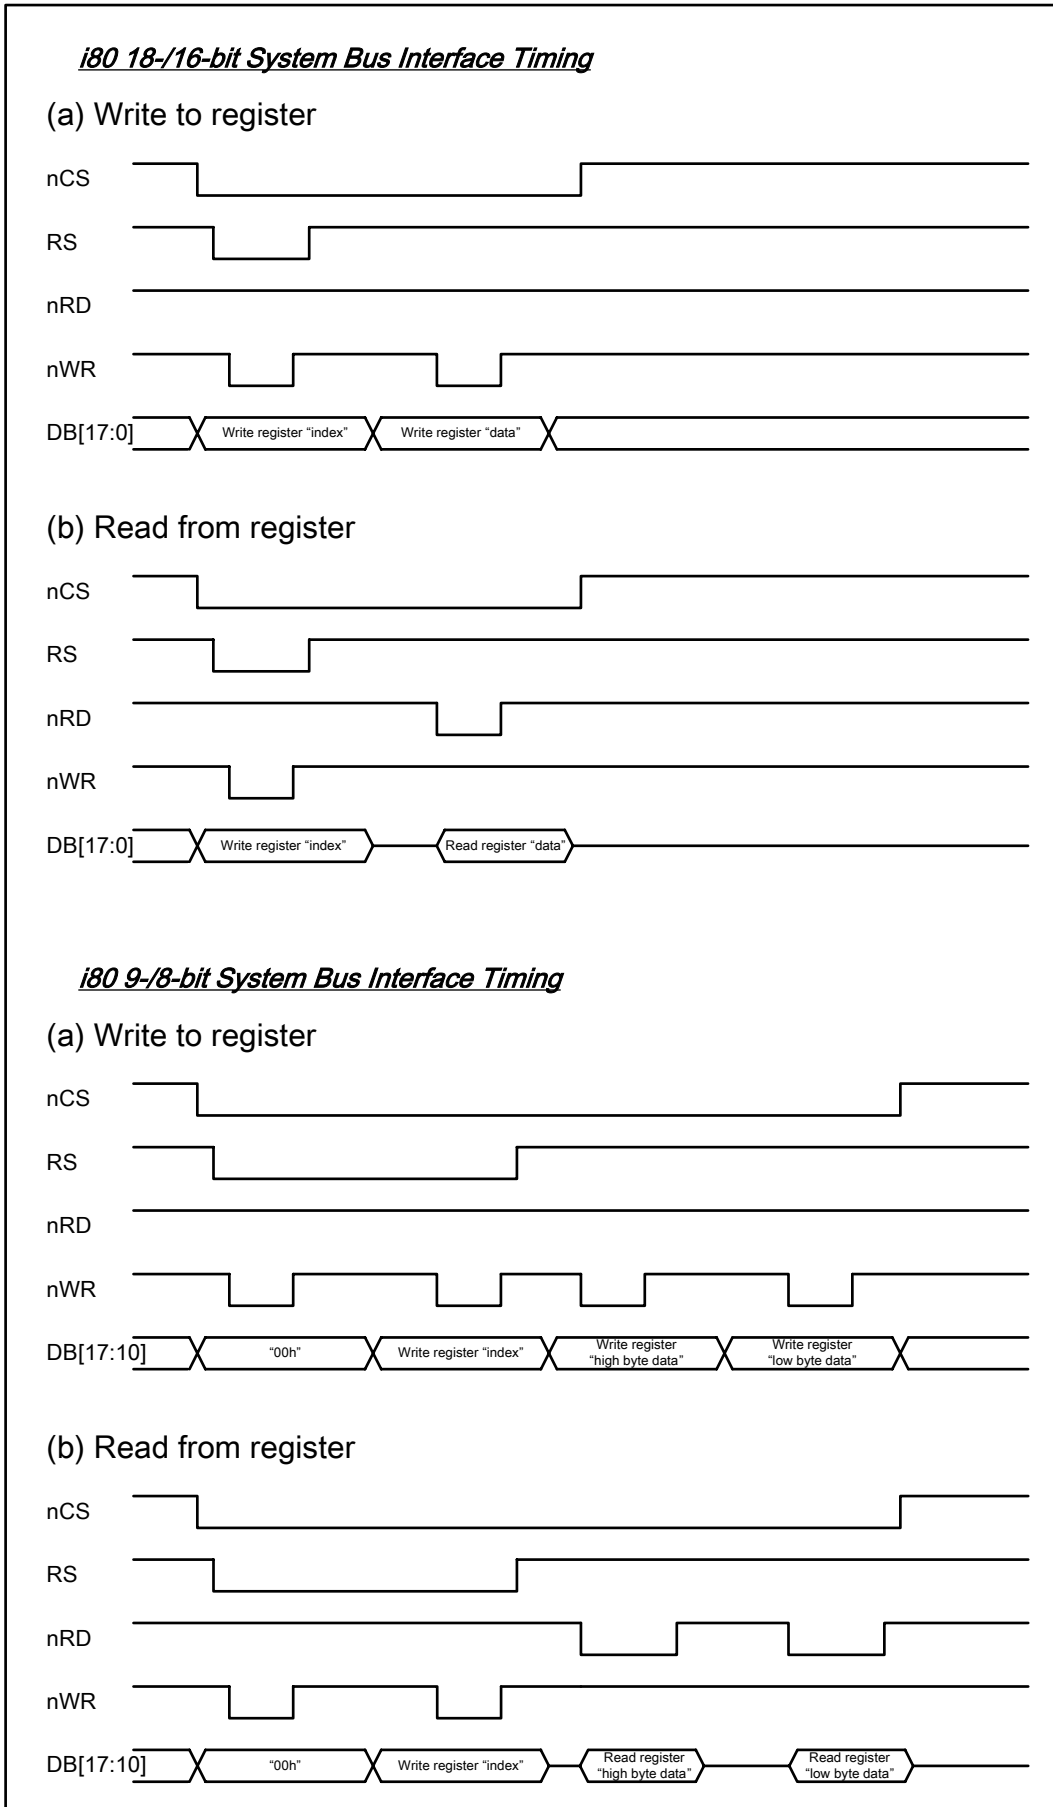 i80 18-/16-bit System Bus Interface Timing
(a) Write to register
nCS
RS
nRD
nWR
DB[17:0]
Write register “index”
Write register “data”
(b) Read from register
nCS
RS
nRD
nWR
DB[17:0]
Write register “index”
Read register “data”
i80 9-/8-bit System Bus Interface Timing
(a) Write to register
nCS
RS
nRD
nWR
DB[17:10]
“00h”
Write register “index”
Write register
“high byte data”
Write register
“low byte data”
(b) Read from register
nCS
RS
nRD
nWR
DB[17:10]
“00h”
Write register “index”
Read register
“high byte data”
Read register
“low byte data”